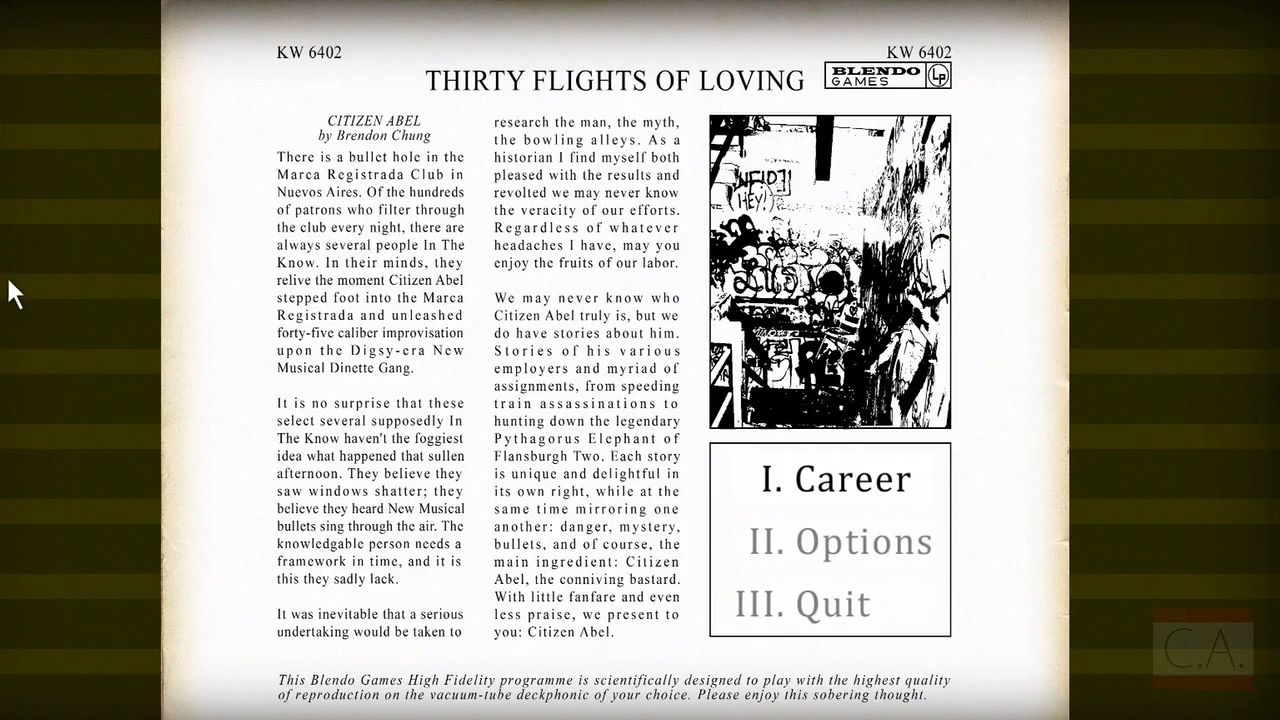 KW 6402
KW 6402
THIRTY FLIGHTS OF LOVING
BLENDO
GAMES
LP
CITIZEN ABEL
by Brendon Chung
There is a bullet hole in the
Marca Registrada Club in
Nuevos Aires. Of the hundreds
of patrons who filter through
the club every night, there are
always several people In The
Know. In their minds, they
relive the moment Citizen Abel
stepped foot into the Marca
Registrada and unleashed
forty-five caliber improvisation
upon the Digsy-era New
Musical Dinette Gang.
It is no surprise that these
select several supposedly In
The Know haven't the foggiest
idea what happened that sullen
afternoon. They believe they
saw windows shatter; they
believe they heard New Musical
bullets sing through the air. The
knowledgable person needs a
framework in time, and it is
this they sadly lack.
It was inevitable that a serious
undertaking would be taken to
research the man, the myth,
the bowling alleys. As a
historian I find myself both
pleased with the results and
revolted we may never know
the veracity of our efforts.
Regardless of whatever
headaches I have, may you
enjoy the fruits of our labor.
We may never know who
Citizen Abel truly is, but we
do have stories about him.
Stories of his various
employers and myriad of
assignments, from speeding
train assassinations to
hunting down the legendary
Pythagorus Elephant of
Flansburgh Two. Each story
is unique and delightful in
its own right, while at the
same time mirroring one
another: danger, mystery,
bullets, and of course, the
main ingredient: Citizen
Abel, the conniving bastard.
With little fanfare and even
less praise, we present to
you: Citizen Abel.
(HEY!)
I. Career
II. Options
III. Quit
This Blendo Games High Fidelity programme is scientifically designed to play with the highest quality
of reproduction on the vacuum-tube deckphonic of your choice. Please enjoy this sobering thought.
C.A.